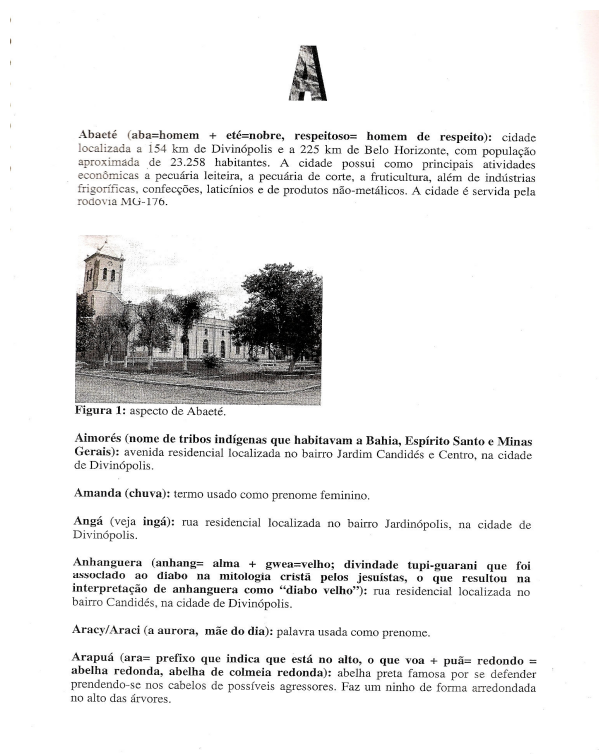 A
Abaeté (aba=homem + eté=nobre, respeitoso= homem de respeito): cidade
localizada a 154 km de Divinópolis e a 225 km de Belo Horizonte, com população
aproximada de 23.258 habitantes. A cidade possui como principais atividades
econômicas a pecuária leiteira, a pecuária de corte, a fruticultura, além de indústrias
frigoríficas, confecções, laticínios e de produtos não-metálicos. A cidade é servida pela
rodovia MG-176.
Figura 1: aspecto de Abaeté.
Aimorés (nome de tribos indígenas que habitavam a Bahia, Espírito Santo e Minas
Gerais): avenida residencial localizada no bairro Jardim Candidés e Centro, na cidade
de Divinópolis.
Amanda (chuva): termo usado como prenome feminino.
Angá (veja ingá): rua residencial localizada no bairro Jardinópolis, na cidade de
Divinópolis.
Anhanguera (anhang= alma + gwea=velho; divindade tupi-guarani que foi
associado ao diabo na mitologia cristã pelos jesuístas, o que resultou na
interpretação de anhanguera como “diabo velho”): rua residencial localizada no
bairro Candidés, na cidade de Divinópolis.
Aracy/Araci (a aurora, mãe do dia): palavra usada como prenome.
Arapuá (ara= prefixo que indica que está no alto, o que voa + puã= redondo =
abelha redonda, abelha de colmeia redonda): abelha preta famosa por se defender
prendendo-se nos cabelos de possíveis agressores. Faz um ninho de forma arredondada
no alto das árvores.